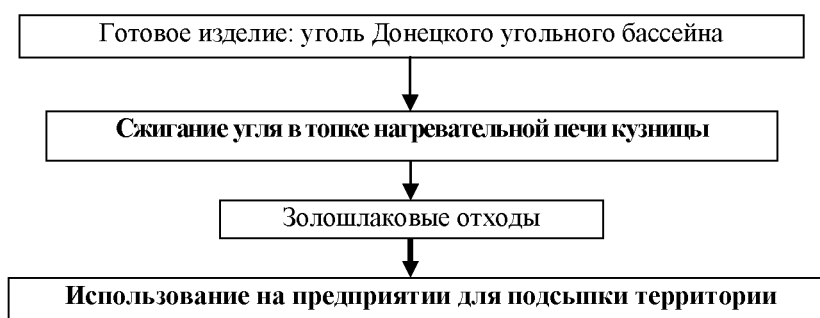 Готовое изделие: уголь Донецкого угольного бассейна
Сжигание угля в топке нагревательной печи кузницы
Золошлаковые отходы
Использование на предприятии для подсыпки территории